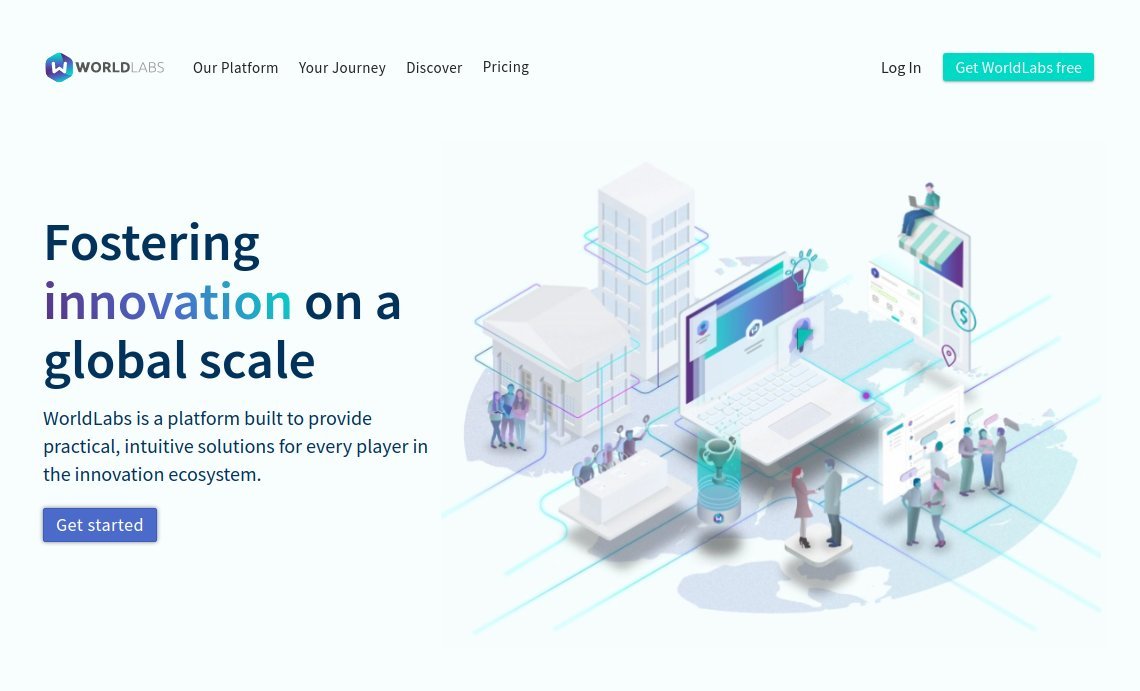 WORLDLABS
Our Platform
Your Journey
Discover
Pricing
Log In
Get WorldLabs free
Fostering
innovation on a
global scale
WorldLabs is a platform built to provide
practical, intuitive solutions for every player in
the innovation ecosystem.
Get started